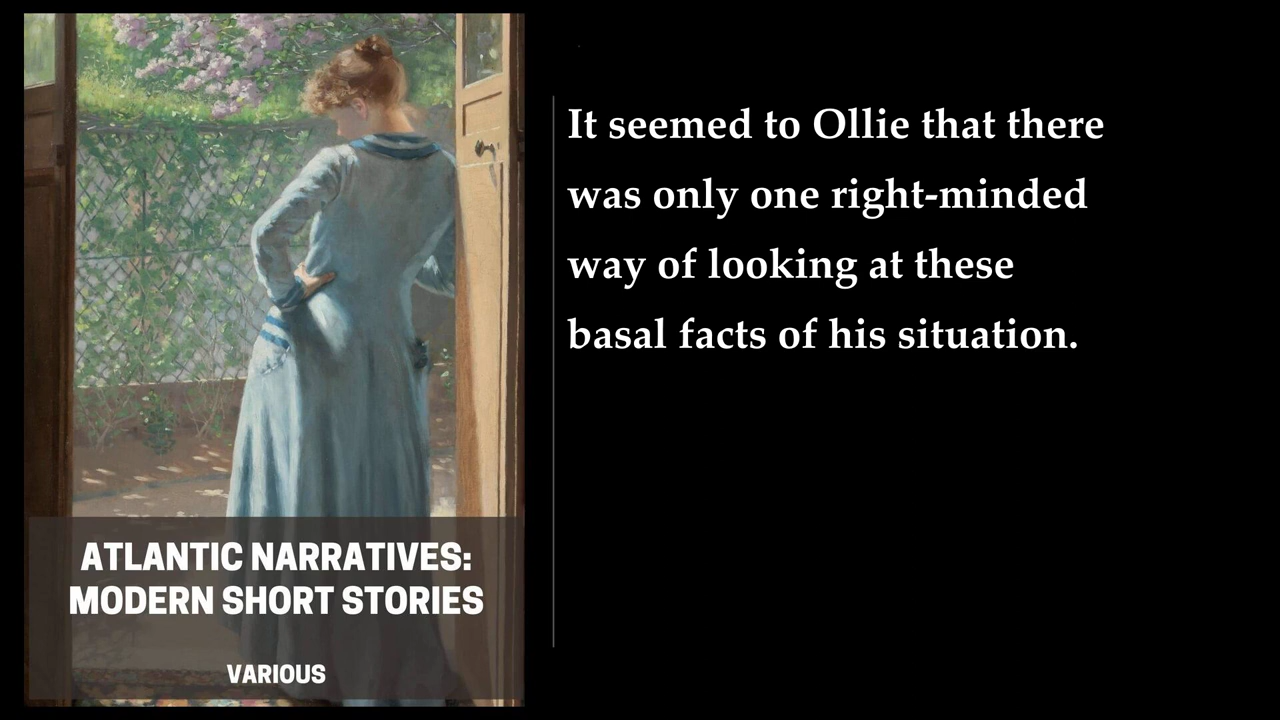 It seemed to Ollie that there
was only one right-minded
way of looking at these
basal facts of his situation.
ATLANTIC NARRATIVES:
MODERN SHORT STORIES
VARIOUS